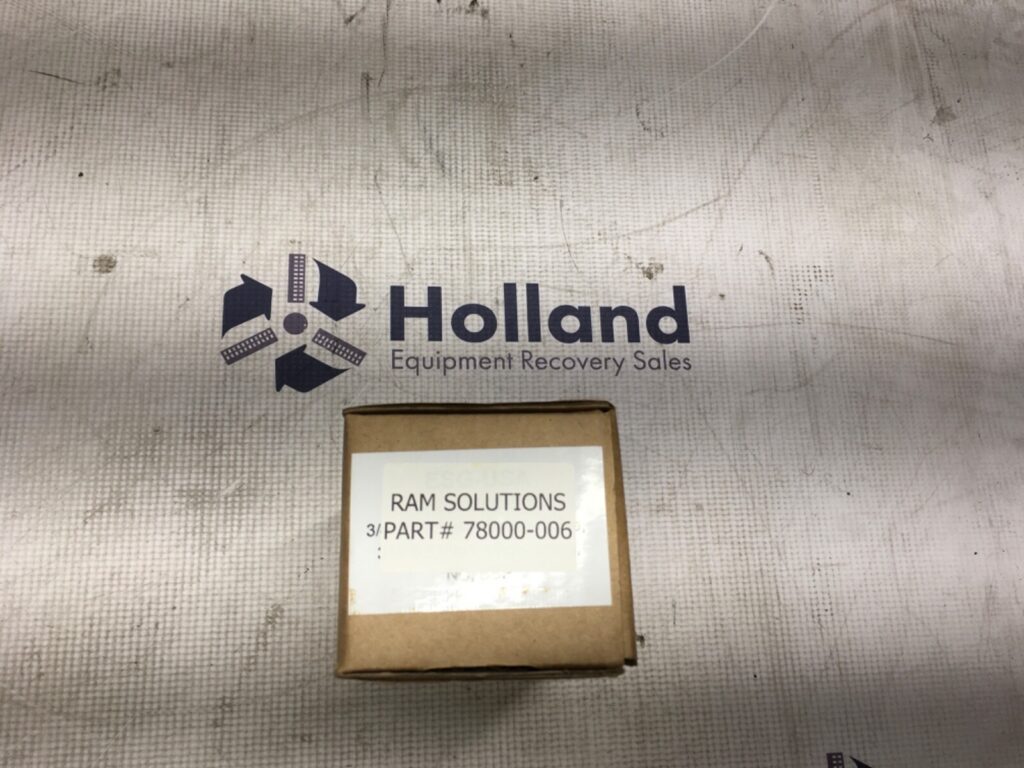 Holland
Equipment Recovery Sales
RAM SOLUTIONS
3/PART# 78000-006
: